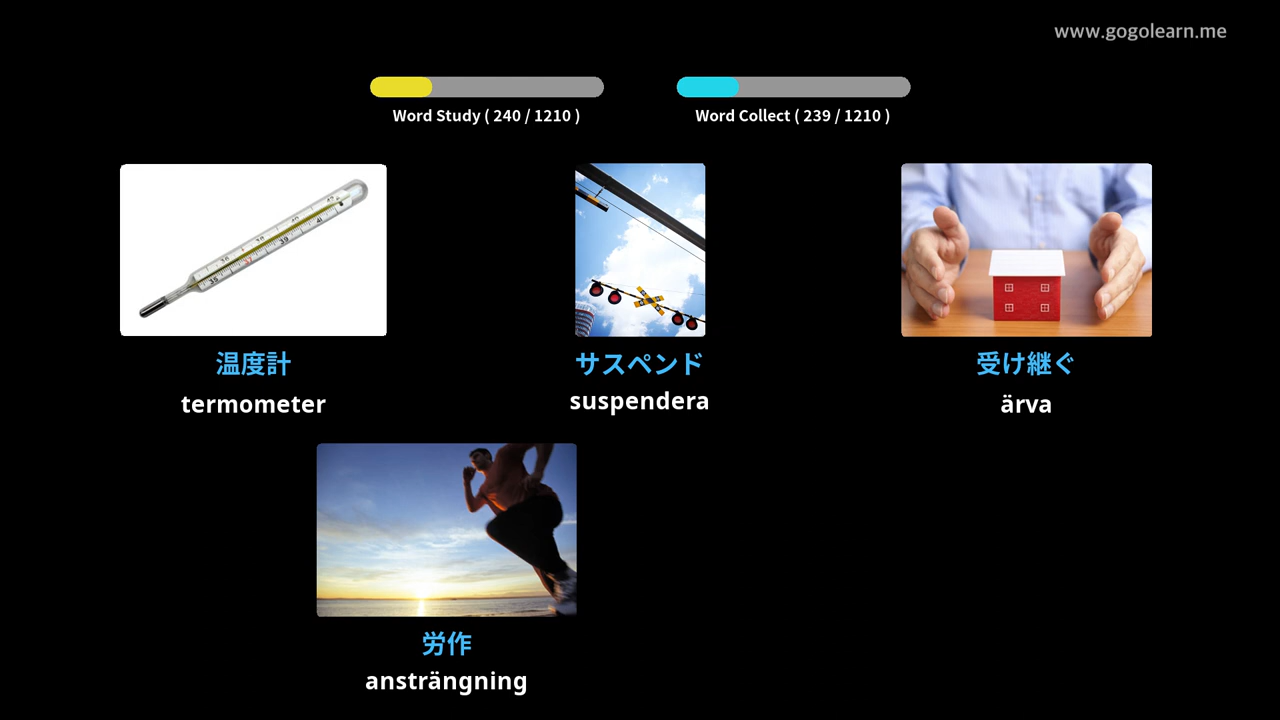 www.gogolearn.me
Word Study ( 240 / 1210 )
Word Collect ( 239 / 1210 )
温度計
termometer
サスペンド
suspendera
受け継ぐ
ärva
労作
ansträngning